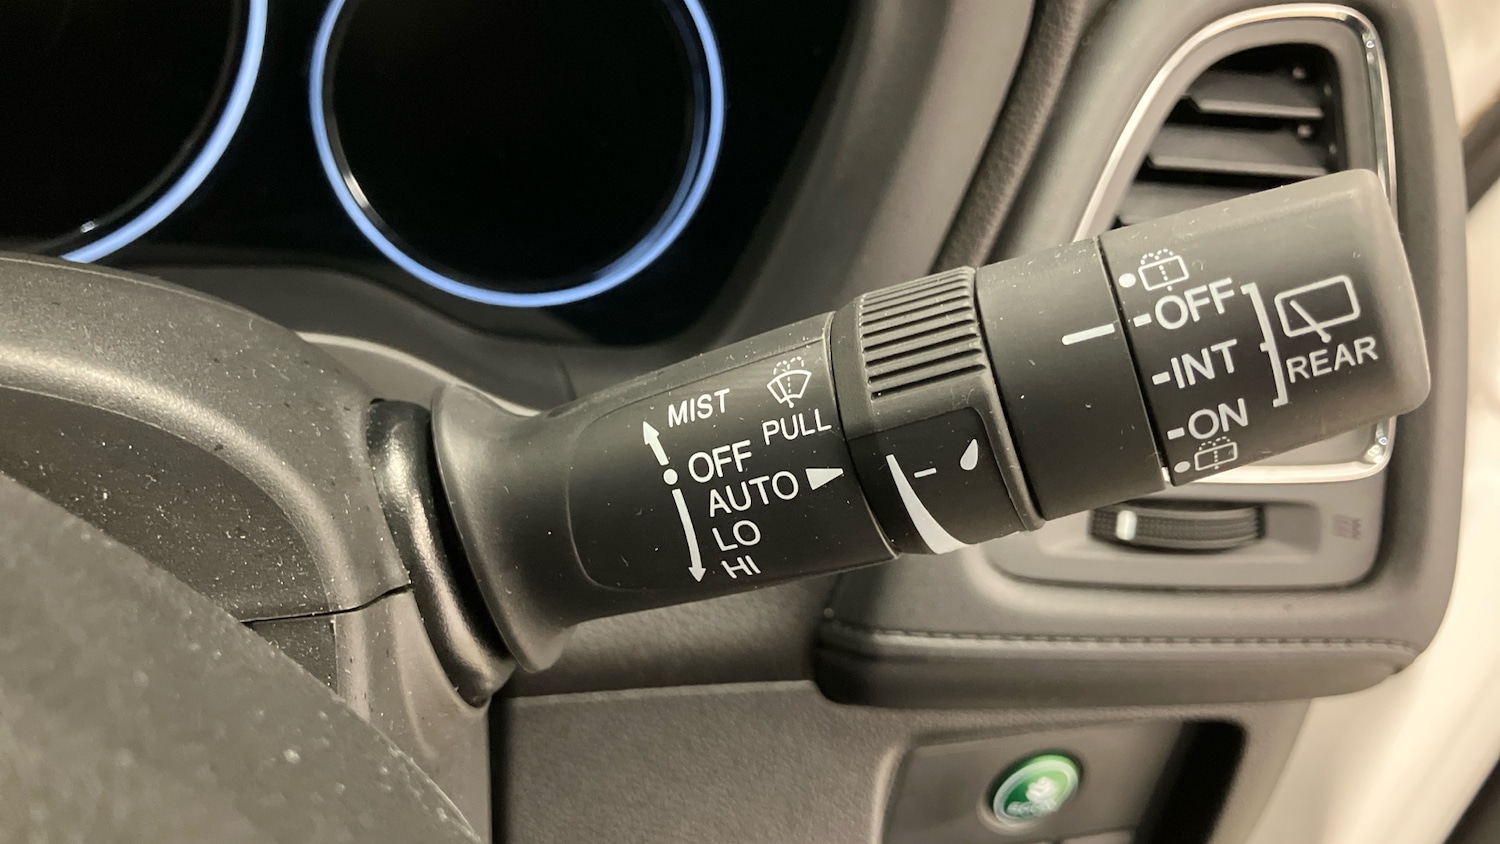 MIST
PULL
OFF
AUTO
LO
HI
OFF
INT
ON
REAR